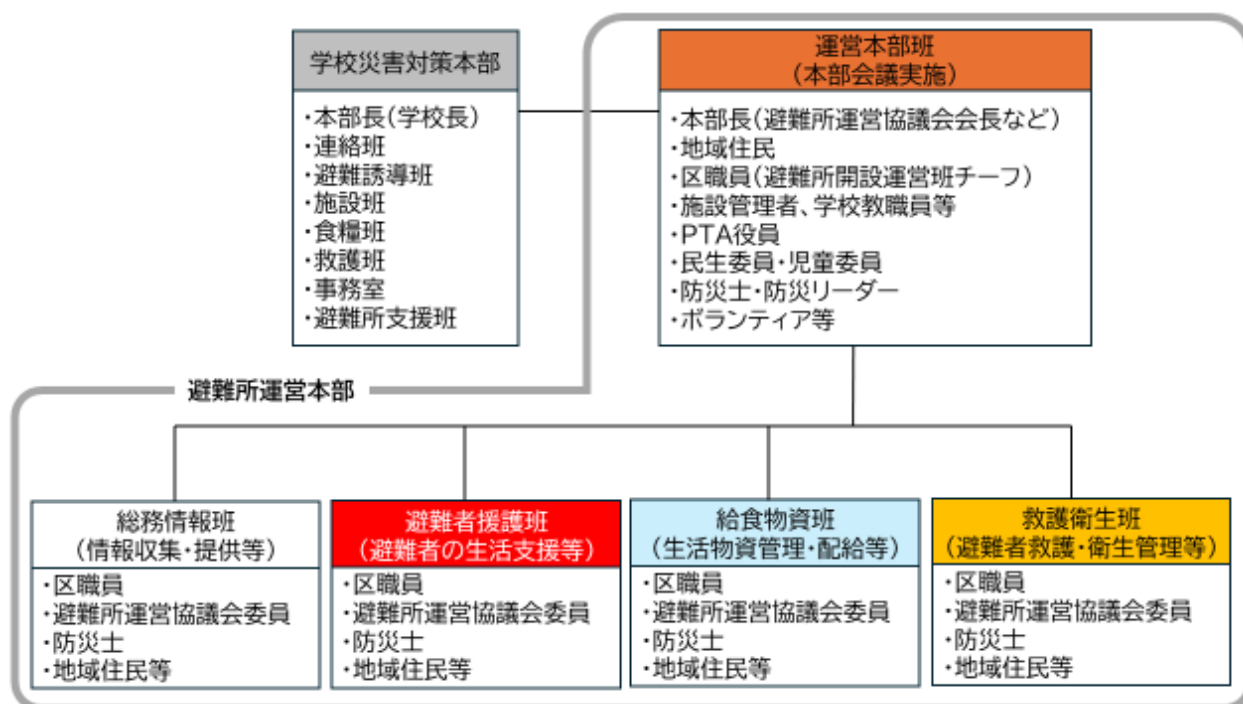 学校災害対策本部
・本部長(学校長)
・連絡班
・避難誘導班
・施設班
・食糧班
・救護班
・事務室
・避難所支援班
運営本部班
(本部会議実施)
・本部長(避難所運営協議会会長など)
・地域住民
・区職員(避難所開設運営班チーフ)
・施設管理者、学校教職員等
・PTA役員
・民生委員・児童委員
・防災士・防災リーダー
・ボランティア等
避難所運営本部
総務情報班
(情報収集・提供等)
・区職員
・避難所運営協議会委員
・防災士
・地域住民等
避難者援護班
(避難者の生活支援等)
・区職員
・避難所運営協議会委員
・防災士
・地域住民等
給食物資班
(生活物資管理・配給等)
・区職員
・避難所運営協議会委員
・防災士
・地域住民等
救護衛生班
(避難者救護・衛生管理等)
・区職員
・避難所運営協議会委員
・防災士
・地域住民等